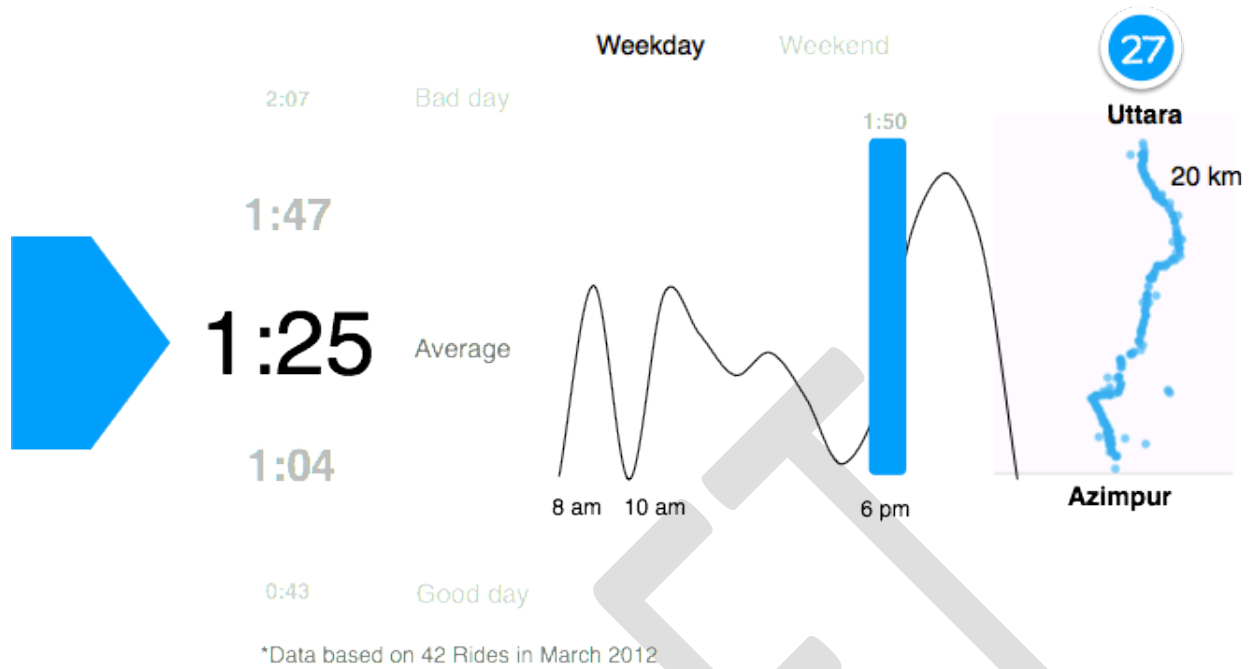 Weekday
Weekend
27
Uttara
2:07
Bad day
1:50
20 km
1:47
1:25
Average
1:04
8 am
10 am
6 pm
Azimpur
0:43
Good day
*Data based on 42 Rides in March 2012